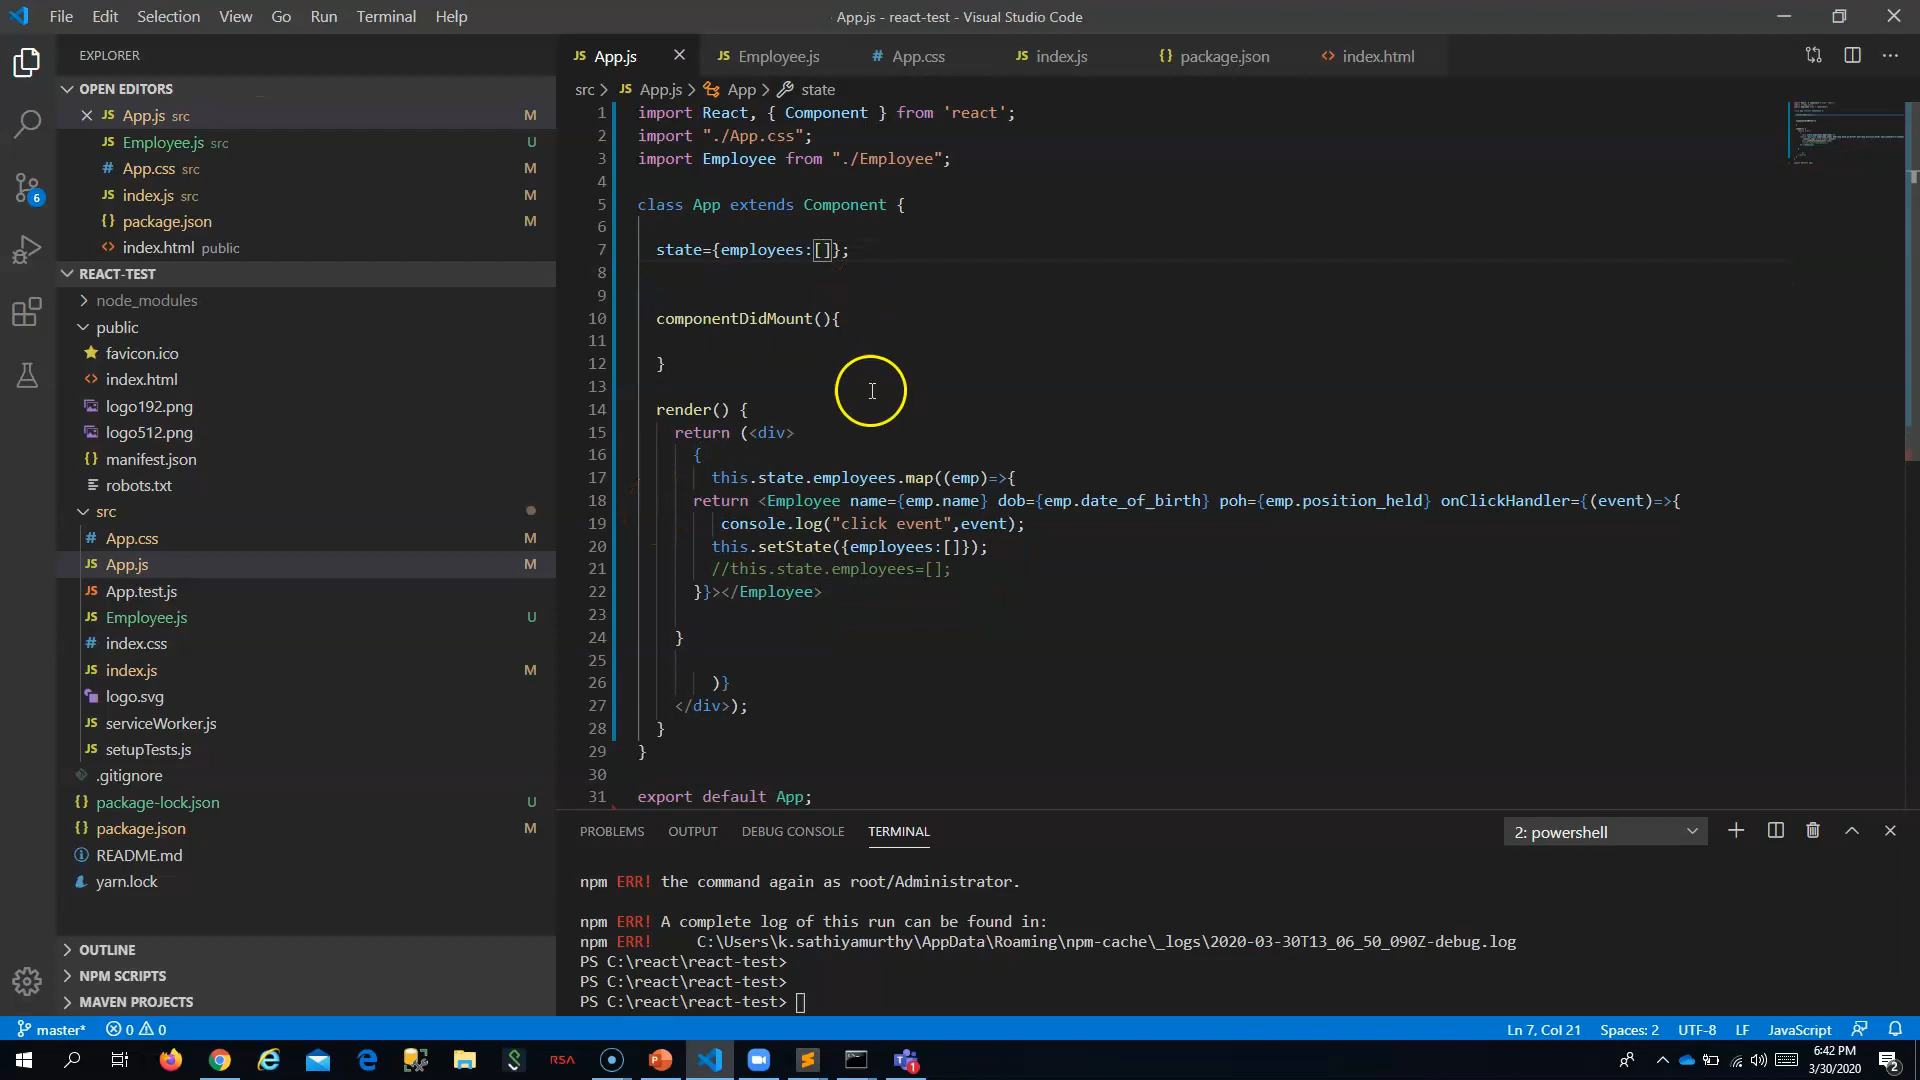 File Edit Selection View Go Run Terminal Help
App.js - react-test - Visual Studio Code
EXPLORER
OPEN EDITORS
App.js src M
Employee.js src U
App.css src M
index.js src M
package.json M
index.html public
REACT-TEST
node_modules
public
favicon.ico
index.html
logo192.png
logo512.png
manifest.json
robots.txt
src
App.css M
App.js M
App.test.js
Employee.js U
index.css
index.js M
logo.svg
serviceWorker.js
setupTests.js
.gitignore
package-lock.json U
package.json M
README.md
yarn.lock
OUTLINE
NPM SCRIPTS
MAVEN PROJECTS
6
JS App.js JS Employee.js # App.css JS index.js {} package.json <> index.html
src > JS App.js > App > state
1 import React, { Component } from 'react';
2 import "./App.css";
3 import Employee from "./Employee";
4
5 class App extends Component {
6
7 state={employees:[]};
8
9
10 componentDidMount(){
11
12 }
13
14 render() {
15 return (<div>
16 {
17 this.state.employees.map((emp)=>{
18 return <Employee name={emp.name} dob={emp.date_of_birth} poh={emp.position_held} onClickHandler={(event)=>{
19 console.log("click event",event);
20 this.setState({employees:[]});
21 //this.state.employees=[];
22 }}></Employee>
23
24 }
25
26 )}
27 </div>);
28 }
29 }
30
31 export default App;
PROBLEMS OUTPUT DEBUG CONSOLE TERMINAL 2: powershell
npm ERR! the command again as root/Administrator.
npm ERR! A complete log of this run can be found in:
npm ERR! C:\Users\k.sathiyamurthy\AppData\Roaming\npm-cache\_logs\2020-03-30T13_06_50_090Z-debug.log
PS C:\react\react-test>
PS C:\react\react-test>
PS C:\react\react-test>
master* 0 0 Ln 7, Col 21 Spaces: 2 UTF-8 LF JavaScript
RSA
1
6:42 PM
3/30/2020
2